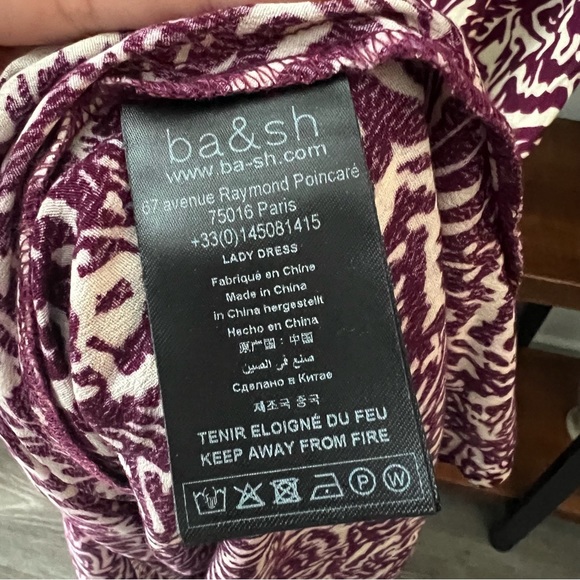 ba&sh
www.ba-sh.com
67 avenue Raymond Poincaré
75016 Paris
+33(0)145081415
LADY DRESS
Fabriqué en Chine
Made in China
in China hergestellt
Hecho en China
原产国：中国
صنع في الصين
Сделано в Китае
제조국 중국
TENIR ELOIGNÉ DU FEU
KEEP AWAY FROM FIRE
P W